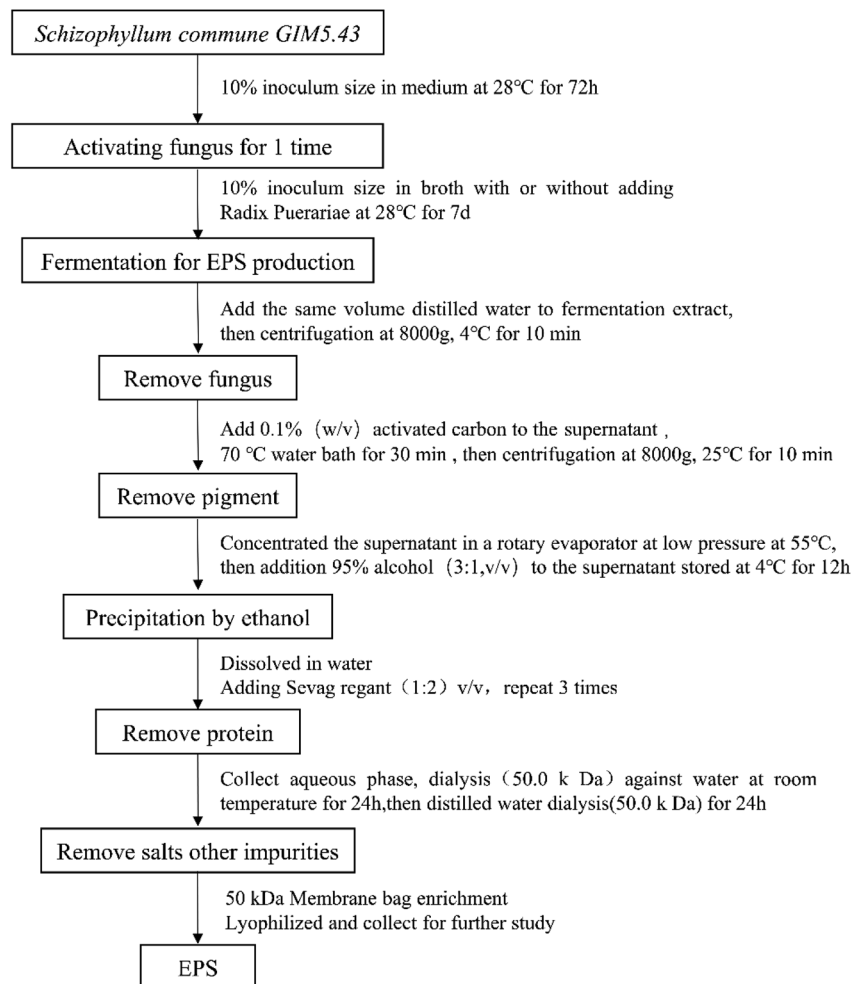 Schizophyllum commune GIM5.43
10% inoculum size in medium at 28℃ for 72h
Activating fungus for 1 time
10% inoculum size in broth with or without adding
Radix Puerariae at 28℃ for 7d
Fermentation for EPS production
Add the same volume distilled water to fermentation extract,
then centrifugation at 8000g, 4℃ for 10 min
Remove fungus
Add 0.1%（w/v）activated carbon to the supernatant ,
70 ℃ water bath for 30 min , then centrifugation at 8000g, 25℃ for 10 min
Remove pigment
Concentrated the supernatant in a rotary evaporator at low pressure at 55℃,
then addition 95% alcohol（3:1,v/v）to the supernatant stored at 4℃ for 12h
Precipitation by ethanol
Dissolved in water
Adding Sevag regant（1:2）v/v，repeat 3 times
Remove protein
Collect aqueous phase, dialysis（50.0 k Da）against water at room
temperature for 24h,then distilled water dialysis(50.0 k Da) for 24h
Remove salts other impurities
50 kDa Membrane bag enrichment
Lyophilized and collect for further study
EPS